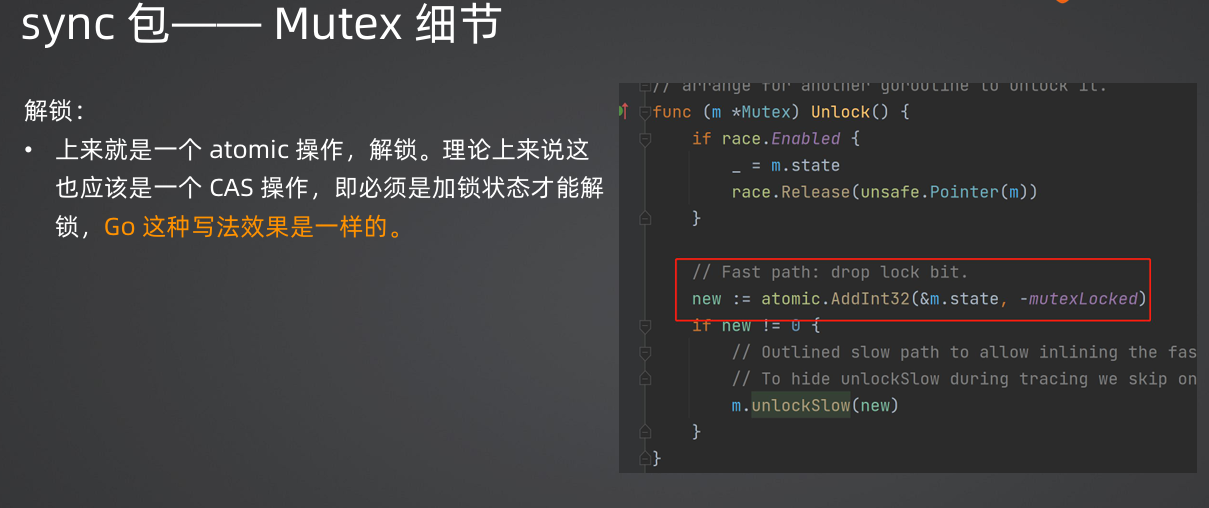 sync 包—— Mutex 细节
解锁：
• 上来就是一个 atomic 操作，解锁。理论上来说这
也应该是一个 CAS 操作，即必须是加锁状态才能解
锁，Go 这种写法效果是一样的。
// arrange for another goroutine to unlock it.
func (m *Mutex) Unlock() {
if race.Enabled {
_ = m.state
race.Release(unsafe.Pointer(m))
}
// Fast path: drop lock bit.
new := atomic.AddInt32(&m.state, -mutexLocked)
if new != 0 {
// Outlined slow path to allow inlining the fas
// To hide unlockSlow during tracing we skip on
m.unlockSlow(new)
}
}